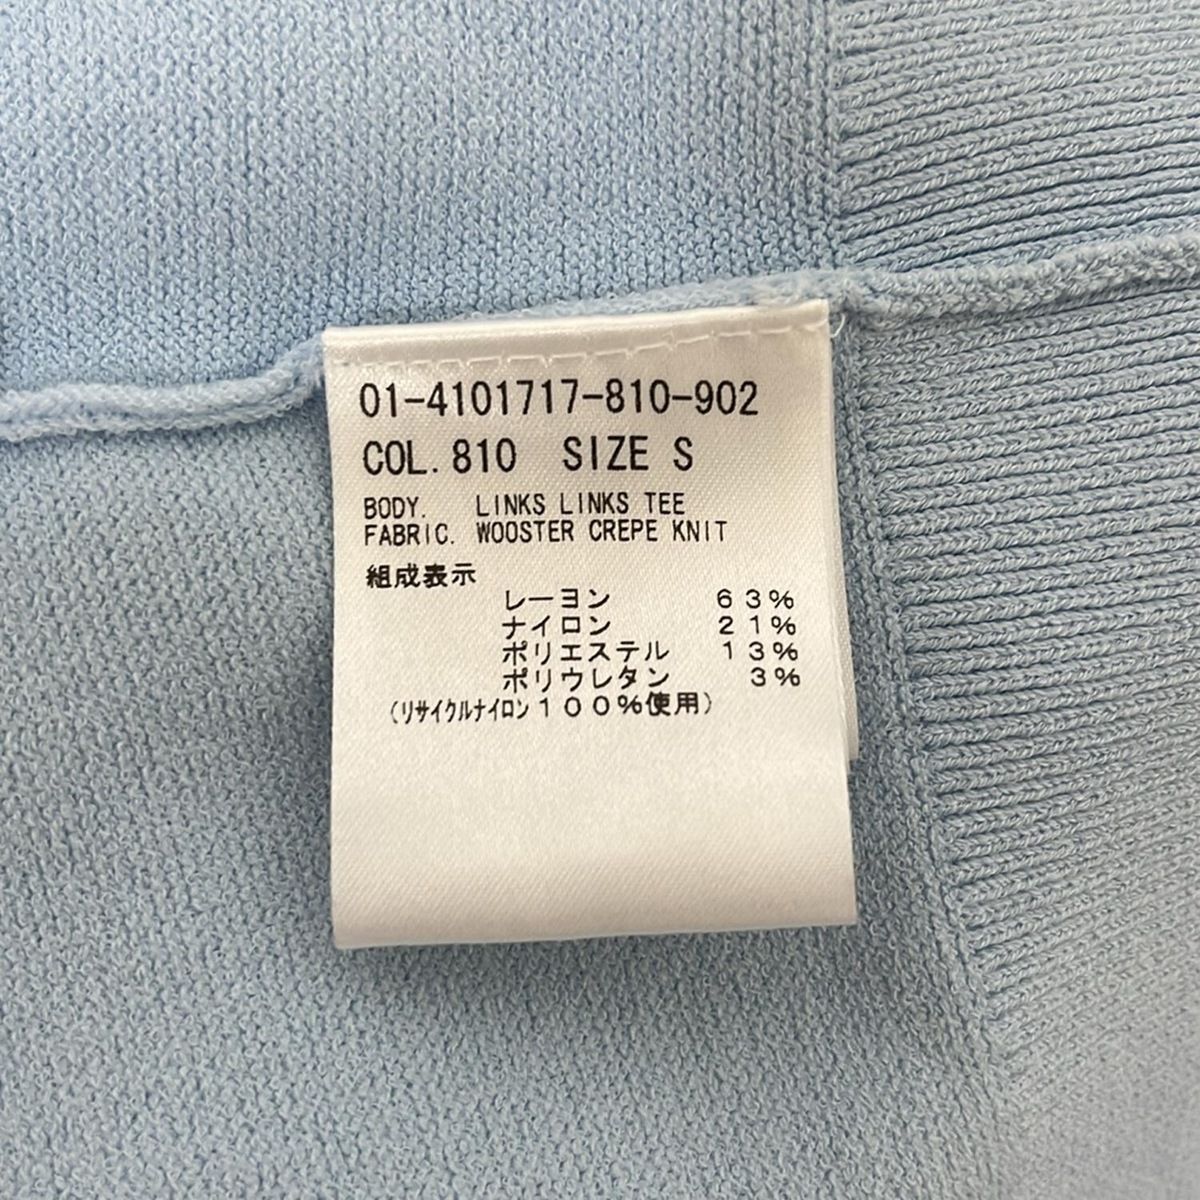 01-4101717-810-902
COL. 810 SIZE S
BODY. LINKS LINKS TEE
FABRIC. WOOSTER CREPE KNIT
組成表示
レーヨン ６３％
ナイロン ２１％
ポリエステル １３％
ポリウレタン ３％
（ﾘｻｲｸﾙﾅｲﾛﾝ１００％使用）